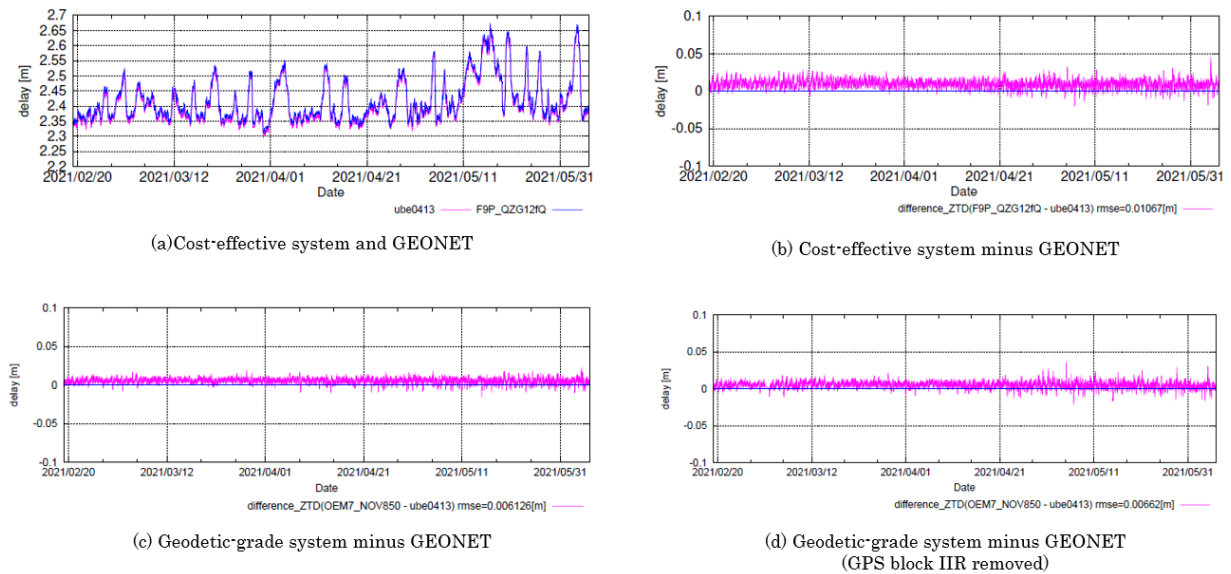 2.7
2.65
2.6
2.55
2.5
2.45
2.4
2.35
2.3
2.25
2.2
delay [m]
2021/02/20 2021/03/12 2021/04/01 2021/04/21 2021/05/11 2021/05/31
Date
ube0413 F9P_QZG12fQ
(a)Cost-effective system and GEONET
0.1
0.05
0
-0.05
-0.1
delay [m]
2021/02/20 2021/03/12 2021/04/01 2021/04/21 2021/05/11 2021/05/31
Date
difference_ZTD(F9P_QZG12fQ - ube0413) rmse=0.01067[m]
(b) Cost-effective system minus GEONET
0.1
0.05
0
-0.05
-0.1
delay [m]
2021/02/20 2021/03/12 2021/04/01 2021/04/21 2021/05/11 2021/05/31
Date
difference_ZTD(OEM7_NOV850 - ube0413) rmse=0.006126[m]
(c) Geodetic-grade system minus GEONET
0.1
0.05
0
-0.05
-0.1
delay [m]
2021/02/20 2021/03/12 2021/04/01 2021/04/21 2021/05/11 2021/05/31
Date
difference_ZTD(OEM7_NOV850 - ube0413) rmse=0.00662[m]
(d) Geodetic-grade system minus GEONET
(GPS block IIR removed)